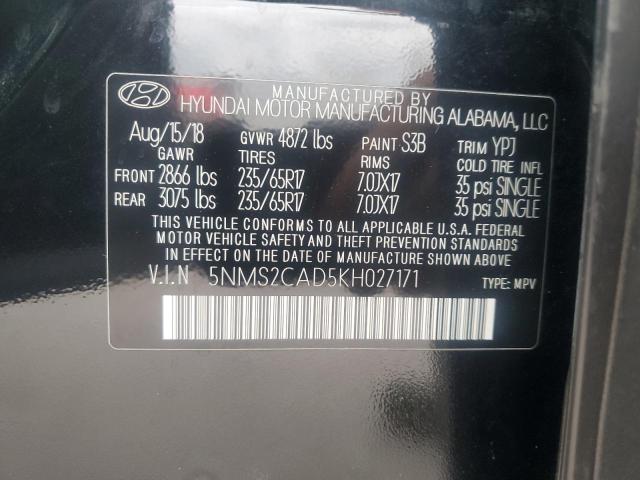 MANUFACTURED BY
HYUNDAI MOTOR MANUFACTURING ALABAMA, LLC
Aug/15/18 GVWR 4872 lbs PAINT S3B TRIM YPJ
GAWR TIRES RIMS COLD TIRE INFL
FRONT 2866 lbs 235/65R17 7.0JX17 35 psi SINGLE
REAR 3075 lbs 235/65R17 7.0JX17 35 psi SINGLE
THIS VEHICLE CONFORMS TO ALL APPLICABLE U.S.A. FEDERAL
MOTOR VEHICLE SAFETY, BUMPER, AND THEFT PREVENTION STANDARDS
IN EFFECT ON THE DATE OF MANUFACTURE SHOWN ABOVE.
V.I.N 5NMS2CAD5KH027171 TYPE: MPV